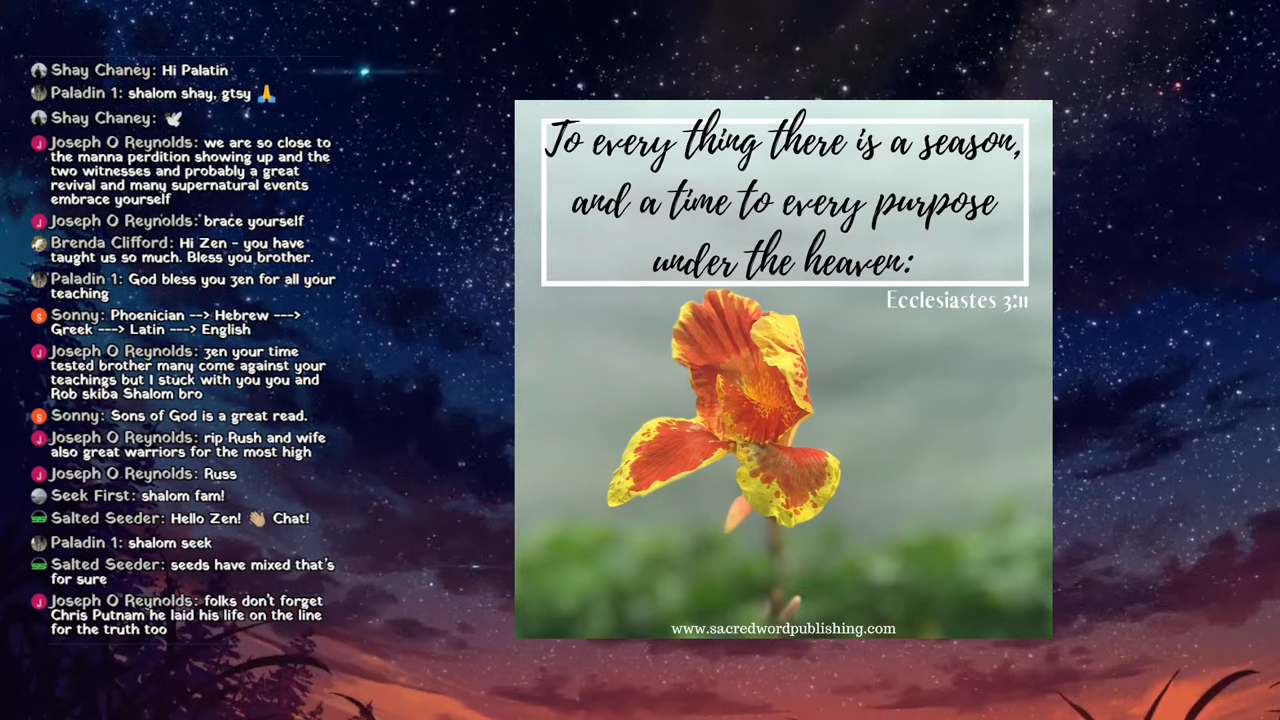 Shay Chaney: Hi Palatin
Paladin 1: shalom shay, gtsy 🙏
Shay Chaney: 🕊
Joseph O Reynolds: we are so close to
the manna perdition showing up and the
two witnesses and probably a great
revival and many supernatural events
embrace yourself
Joseph O Reynolds: brace yourself
Brenda Clifford: Hi Zen - you have
taught us so much. Bless you brother.
Paladin 1: God bless you zen for all your
teaching
Sonny: Phoenician --> Hebrew --->
Greek ---> Latin ---> English
Joseph O Reynolds: zen your time
tested brother many come against your
teachings but I stuck with you you and
Rob skiba Shalom bro
Sonny: Sons of God is a great read.
Joseph O Reynolds: rip Rush and wife
also great warriors for the most high
Joseph O Reynolds: Russ
Seek First: shalom fam!
Salted Seeder: Hello Zen! 👋🏼 Chat!
Paladin 1: shalom seek
Salted Seeder: seeds have mixed that's
for sure
Joseph O Reynolds: folks don't forget
Chris Putnam he laid his life on the line
for the truth too
To every thing there is a season,
and a time to every purpose
under the heaven:
Ecclesiastes 3:11
www.sacredwordpublishing.com